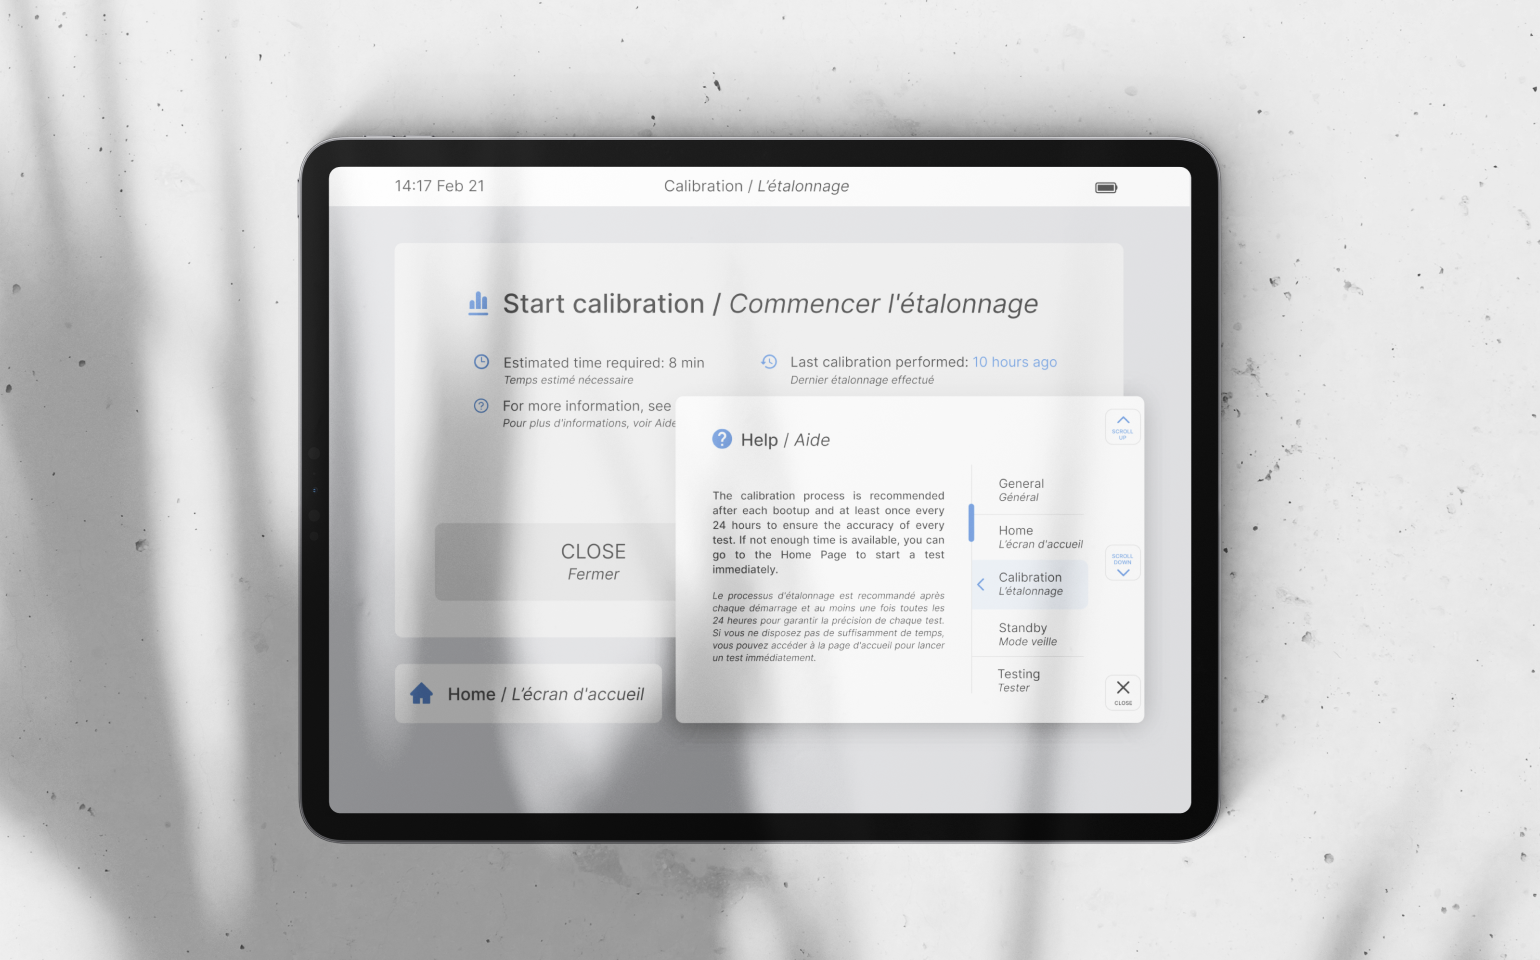 14:17 Feb 21
Calibration / L'étalonnage
Start calibration / Commencer l'étalonnage
Estimated time required: 8 min
Temps estimé nécessaire
Last calibration performed: 10 hours ago
Dernier étalonnage effectué
For more information, see
Pour plus d'informations, voir Aide
CLOSE
Fermer
Home / L'écran d'accueil
Help / Aide
The calibration process is recommended
after each bootup and at least once every
24 hours to ensure the accuracy of every
test. If not enough time is available, you can
go to the Home Page to start a test
immediately.
Le processus d'étalonnage est recommandé après
chaque démarrage et au moins une fois toutes les
24 heures pour garantir la précision de chaque test.
Si vous ne disposez pas de suffisamment de temps,
vous pouvez accéder à la page d'accueil pour lancer
un test immédiatement.
General
Général
Home
L'écran d'accueil
Calibration
L'étalonnage
Standby
Mode veille
Testing
Tester
SCROLL
UP
SCROLL
DOWN
CLOSE